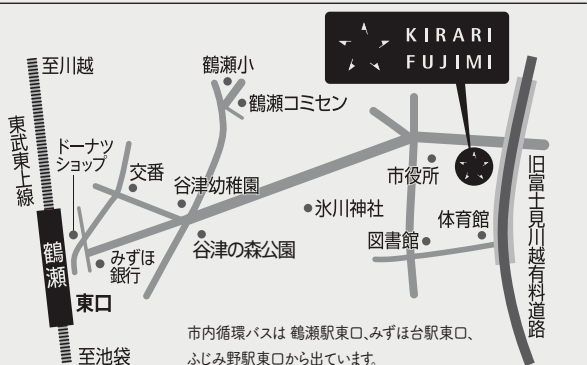 KIRARI
FUJIMI
至川越
鶴瀬小
鶴瀬コミセン
東武東上線
ドーナツ
ショップ
交番
谷津幼稚園
市役所
旧富士見川越有料道路
氷川神社
体育館
図書館
谷津の森公園
みずほ
銀行
鶴瀬
東口
至池袋
市内循環バスは 鶴瀬駅東口、みずほ台駅東口、
ふじみ野駅東口から出ています。